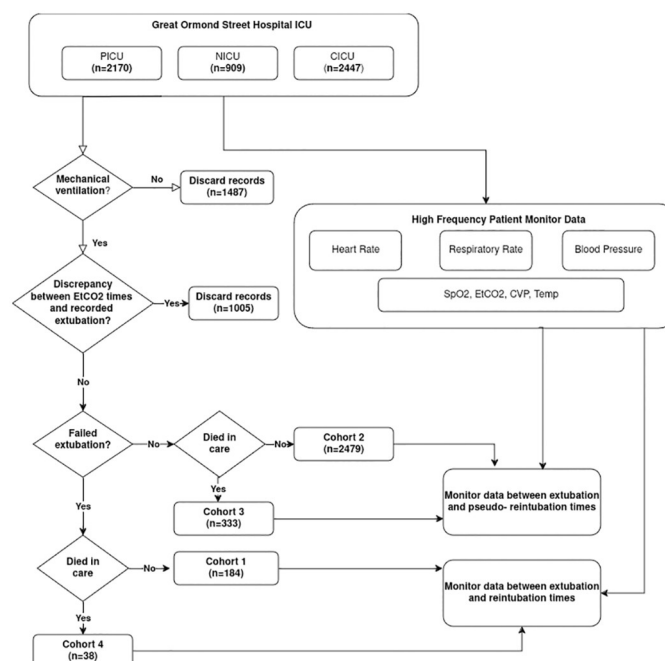 Great Ormond Street Hospital ICU
PICU
(n=2170)
NICU
(n=909)
CICU
(n=2447)
Mechanical
ventilation?
No
Discard records
(n=1487)
High Frequency Patient Monitor Data
Heart Rate
Respiratory Rate
Blood Pressure
SpO2, EtCO2, CVP, Temp
Yes
Discrepancy
between EtCO2 times
and recorded
extubation?
Yes
Discard records
(n=1005)
No
Failed
extubation?
No
Died in
care
No
Cohort 2
(n=2479)
Yes
Cohort 3
(n=333)
Monitor data between extubation
and pseudo- reintubation times
Yes
Died in
care
No
Cohort 1
(n=184)
Monitor data between extubation
and reintubation times
Yes
Cohort 4
(n=38)